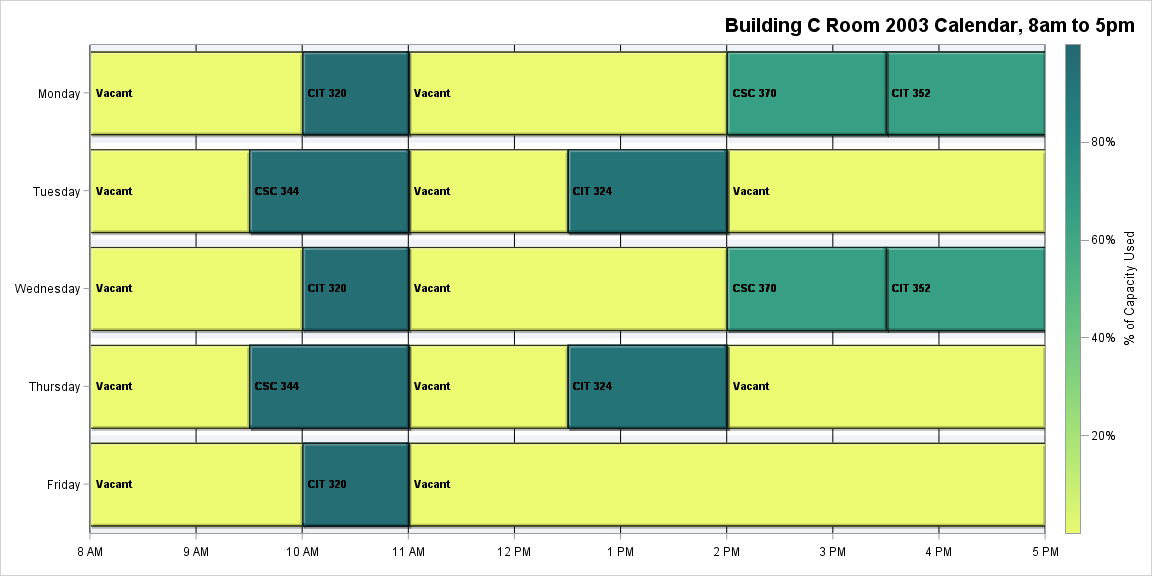 Building C Room 2003 Calendar, 8am to 5pm
Monday Vacant CIT 320 Vacant CSC 370 CIT 352
Tuesday Vacant CSC 344 Vacant CIT 324 Vacant
Wednesday Vacant CIT 320 Vacant CSC 370 CIT 352
Thursday Vacant CSC 344 Vacant CIT 324 Vacant
Friday Vacant CIT 320 Vacant
8 AM 9 AM 10 AM 11 AM 12 PM 1 PM 2 PM 3 PM 4 PM 5 PM
80%
60%
40%
20%
% of Capacity Used